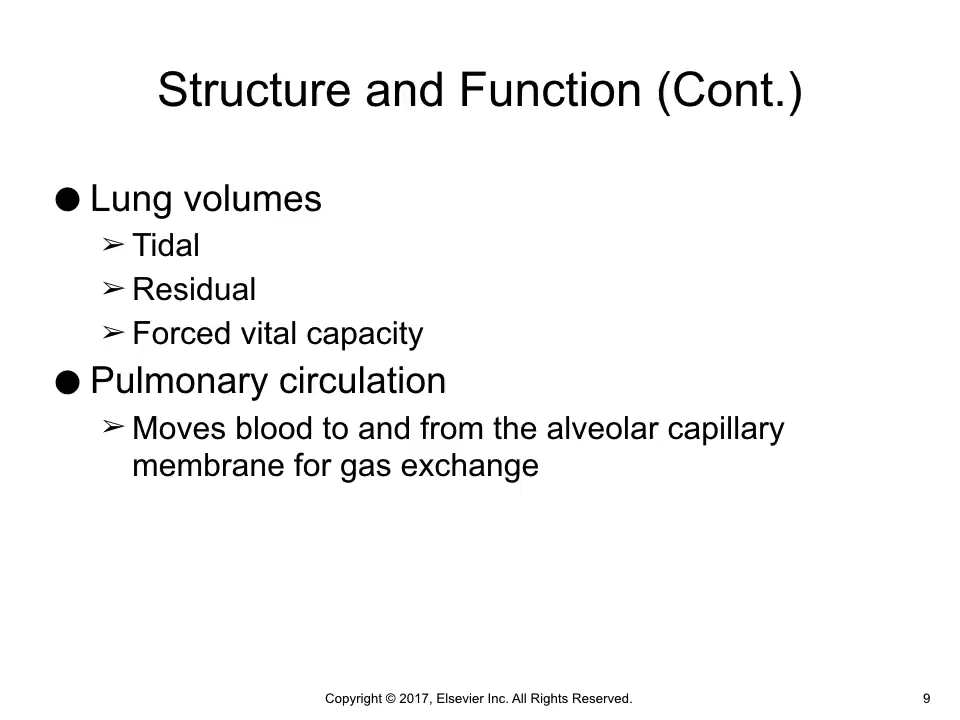 Structure and Function (Cont.)
● Lung volumes
➢ Tidal
➢ Residual
➢ Forced vital capacity
● Pulmonary circulation
➢ Moves blood to and from the alveolar capillary
membrane for gas exchange
Copyright © 2017, Elsevier Inc. All Rights Reserved.
9